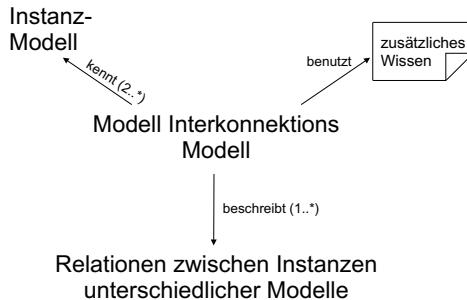 Instanz-
Modell
zusätzliches
Wissen
kennt (2..*)
benutzt
Modell Interkonnektions
Modell
beschreibt (1..*)
Relationen zwischen Instanzen
unterschiedlicher Modelle